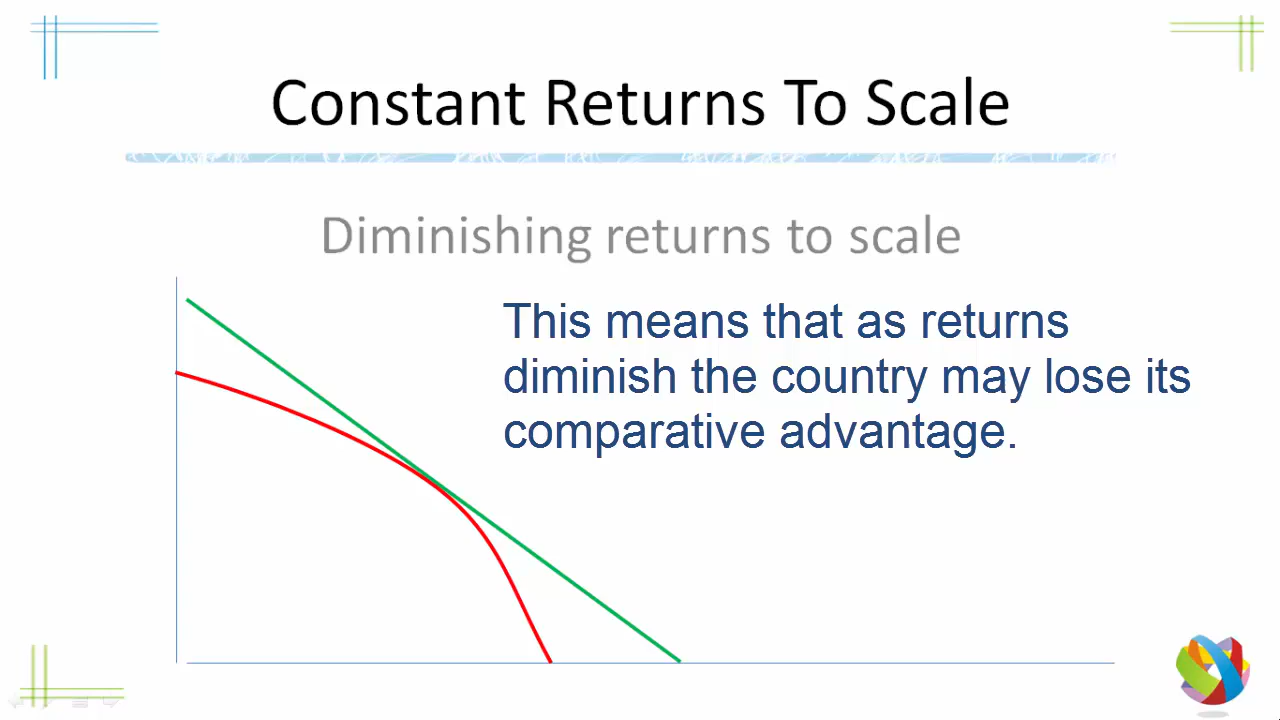 Constant Returns To Scale
Diminishing returns to scale
This means that as returns
diminish the country may lose its
comparative advantage.